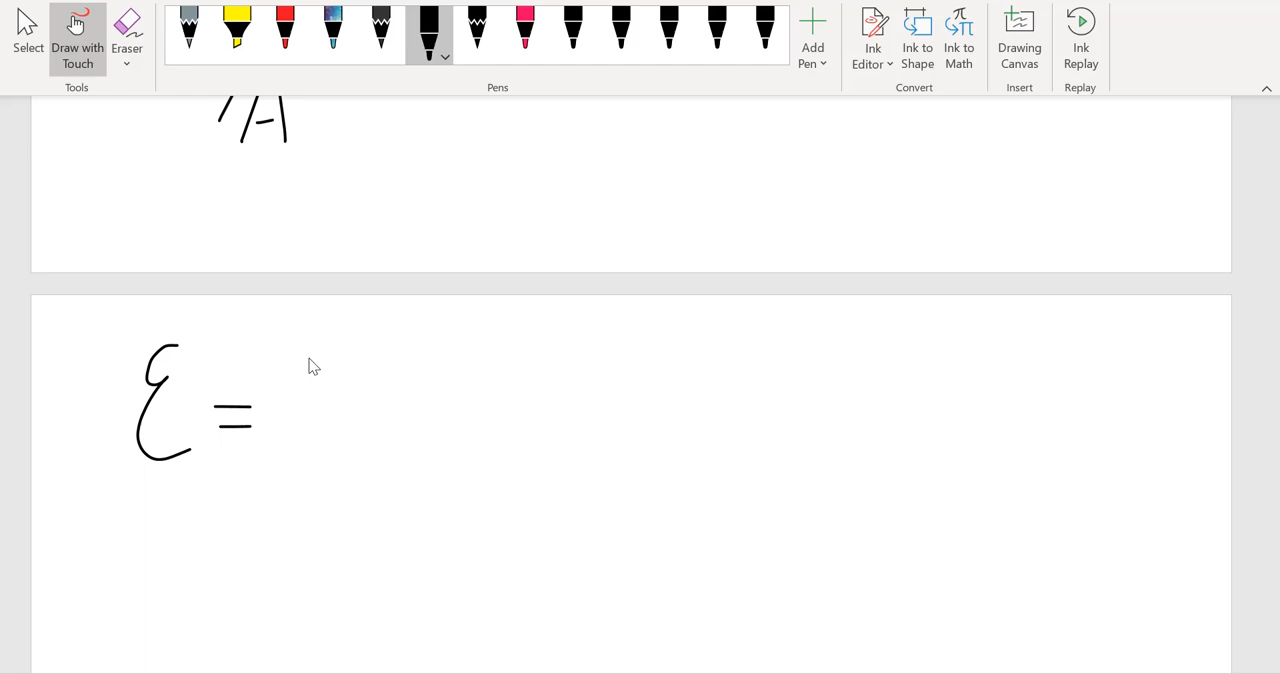 Select
Draw with
Touch
Eraser
Tools
Pens
Add
Pen
Ink
Editor
Ink to
Shape
Ink to
Math
Convert
Drawing
Canvas
Insert
Ink
Replay
Replay
/A
ε =